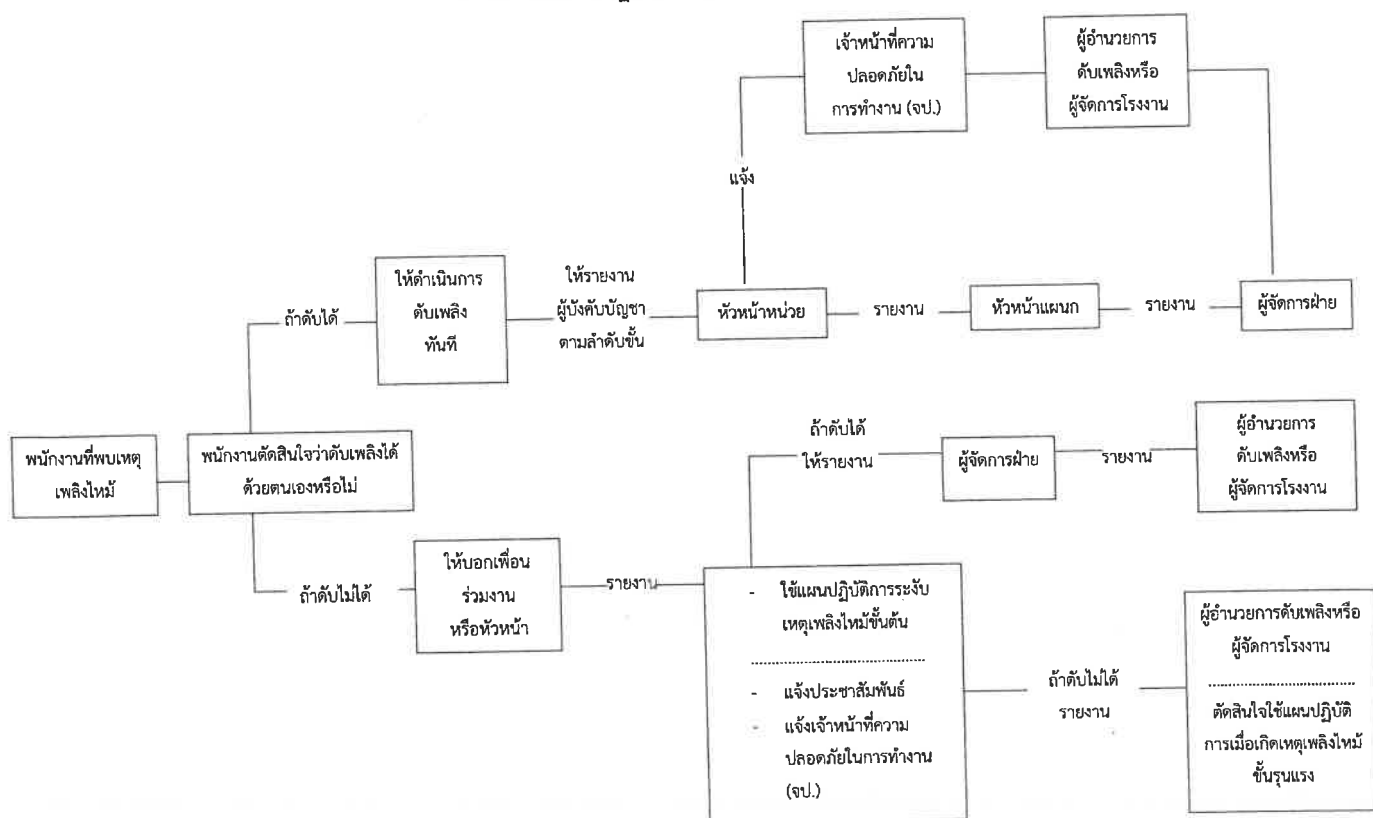 เจ้าหน้าที่ความ
ปลอดภัยใน
การทำงาน (จป.)
ผู้อำนวยการ
ดับเพลิงหรือ
ผู้จัดการโรงงาน
แจ้ง
ให้ดำเนินการ
ดับเพลิง
ทันที
ถ้าดับได้
ให้รายงาน
ผู้บังคับบัญชา
ตามลำดับขั้น
หัวหน้าหน่วย
รายงาน
หัวหน้าแผนก
รายงาน
ผู้จัดการฝ่าย
พนักงานที่พบเหตุ
เพลิงไหม้
พนักงานตัดสินใจว่าดับเพลิงได้
ด้วยตนเองหรือไม่
ถ้าดับได้
ให้รายงาน
ผู้จัดการฝ่าย
รายงาน
ผู้อำนวยการ
ดับเพลิงหรือ
ผู้จัดการโรงงาน
ถ้าดับไม่ได้
ให้บอกเพื่อน
ร่วมงาน
หรือหัวหน้า
รายงาน
- ใช้แผนปฏิบัติการระงับ
เหตุเพลิงไหม้ขั้นต้น
..........................................
- แจ้งประชาสัมพันธ์
- แจ้งเจ้าหน้าที่ความ
ปลอดภัยในการทำงาน
(จป.)
ถ้าดับไม่ได้
รายงาน
ผู้อำนวยการดับเพลิงหรือ
ผู้จัดการโรงงาน
...................................
ตัดสินใจใช้แผนปฏิบัติ
การเมื่อเกิดเหตุเพลิงไหม้
ขั้นรุนแรง